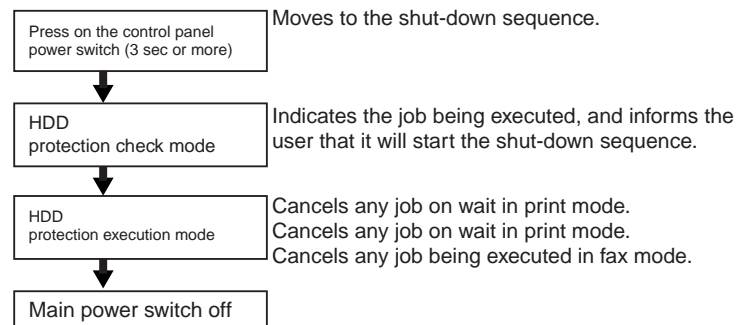 Press on the control panel
power switch (3 sec or more)
Moves to the shut-down sequence.
HDD
protection check mode
Indicates the job being executed, and informs the
user that it will start the shut-down sequence.
HDD
protection execution mode
Cancels any job on wait in print mode.
Cancels any job on wait in print mode.
Cancels any job being executed in fax mode.
Main power switch off